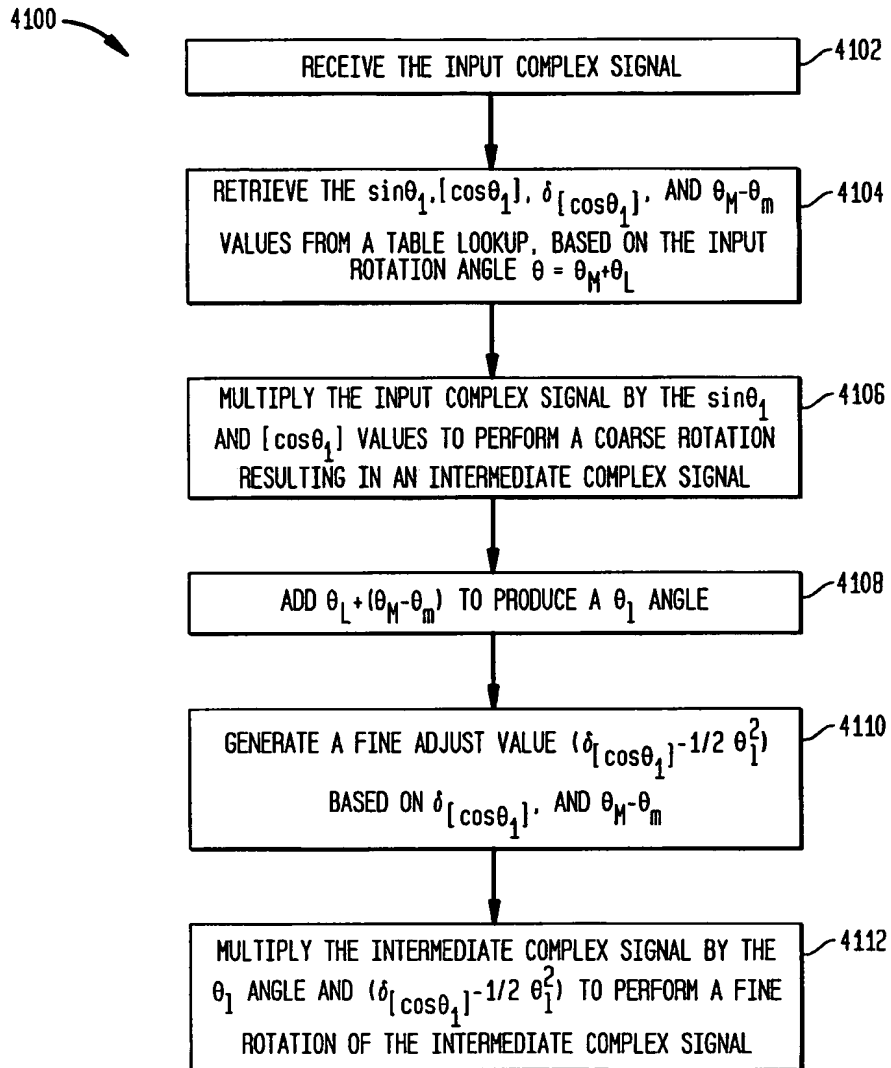 4100
RECEIVE THE INPUT COMPLEX SIGNAL
4102
RETRIEVE THE sinθ₁,[cosθ₁], δ[cosθ₁], AND θM-θm
VALUES FROM A TABLE LOOKUP, BASED ON THE INPUT
ROTATION ANGLE θ = θM+θL
4104
MULTIPLY THE INPUT COMPLEX SIGNAL BY THE sinθ₁
AND [cosθ₁] VALUES TO PERFORM A COARSE ROTATION
RESULTING IN AN INTERMEDIATE COMPLEX SIGNAL
4106
ADD θL+(θM-θm) TO PRODUCE A θl ANGLE
4108
GENERATE A FINE ADJUST VALUE (δ[cosθ₁]-1/2 θl²)
BASED ON δ[cosθ₁], AND θM-θm
4110
MULTIPLY THE INTERMEDIATE COMPLEX SIGNAL BY THE
θl ANGLE AND (δ[cosθ₁]-1/2 θl²) TO PERFORM A FINE
ROTATION OF THE INTERMEDIATE COMPLEX SIGNAL
4112